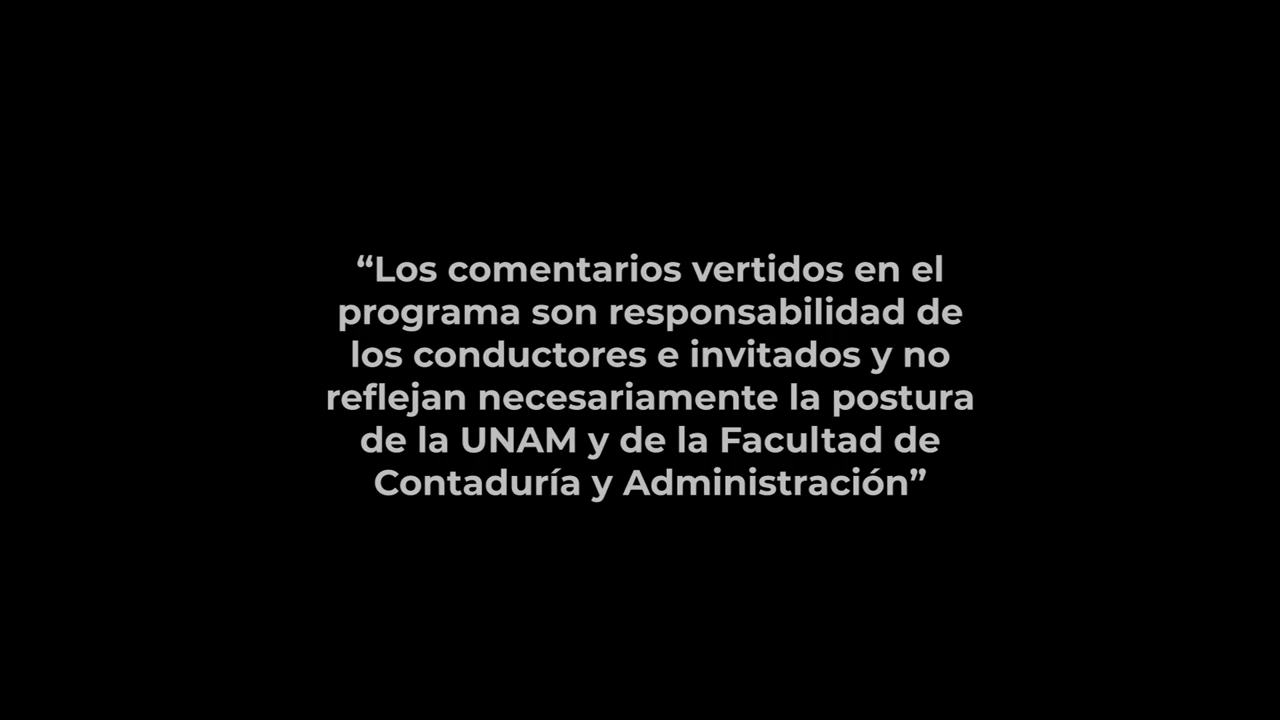 “Los comentarios vertidos en el
programa son responsabilidad de
los conductores e invitados y no
reflejan necesariamente la postura
de la UNAM y de la Facultad de
Contaduría y Administración”